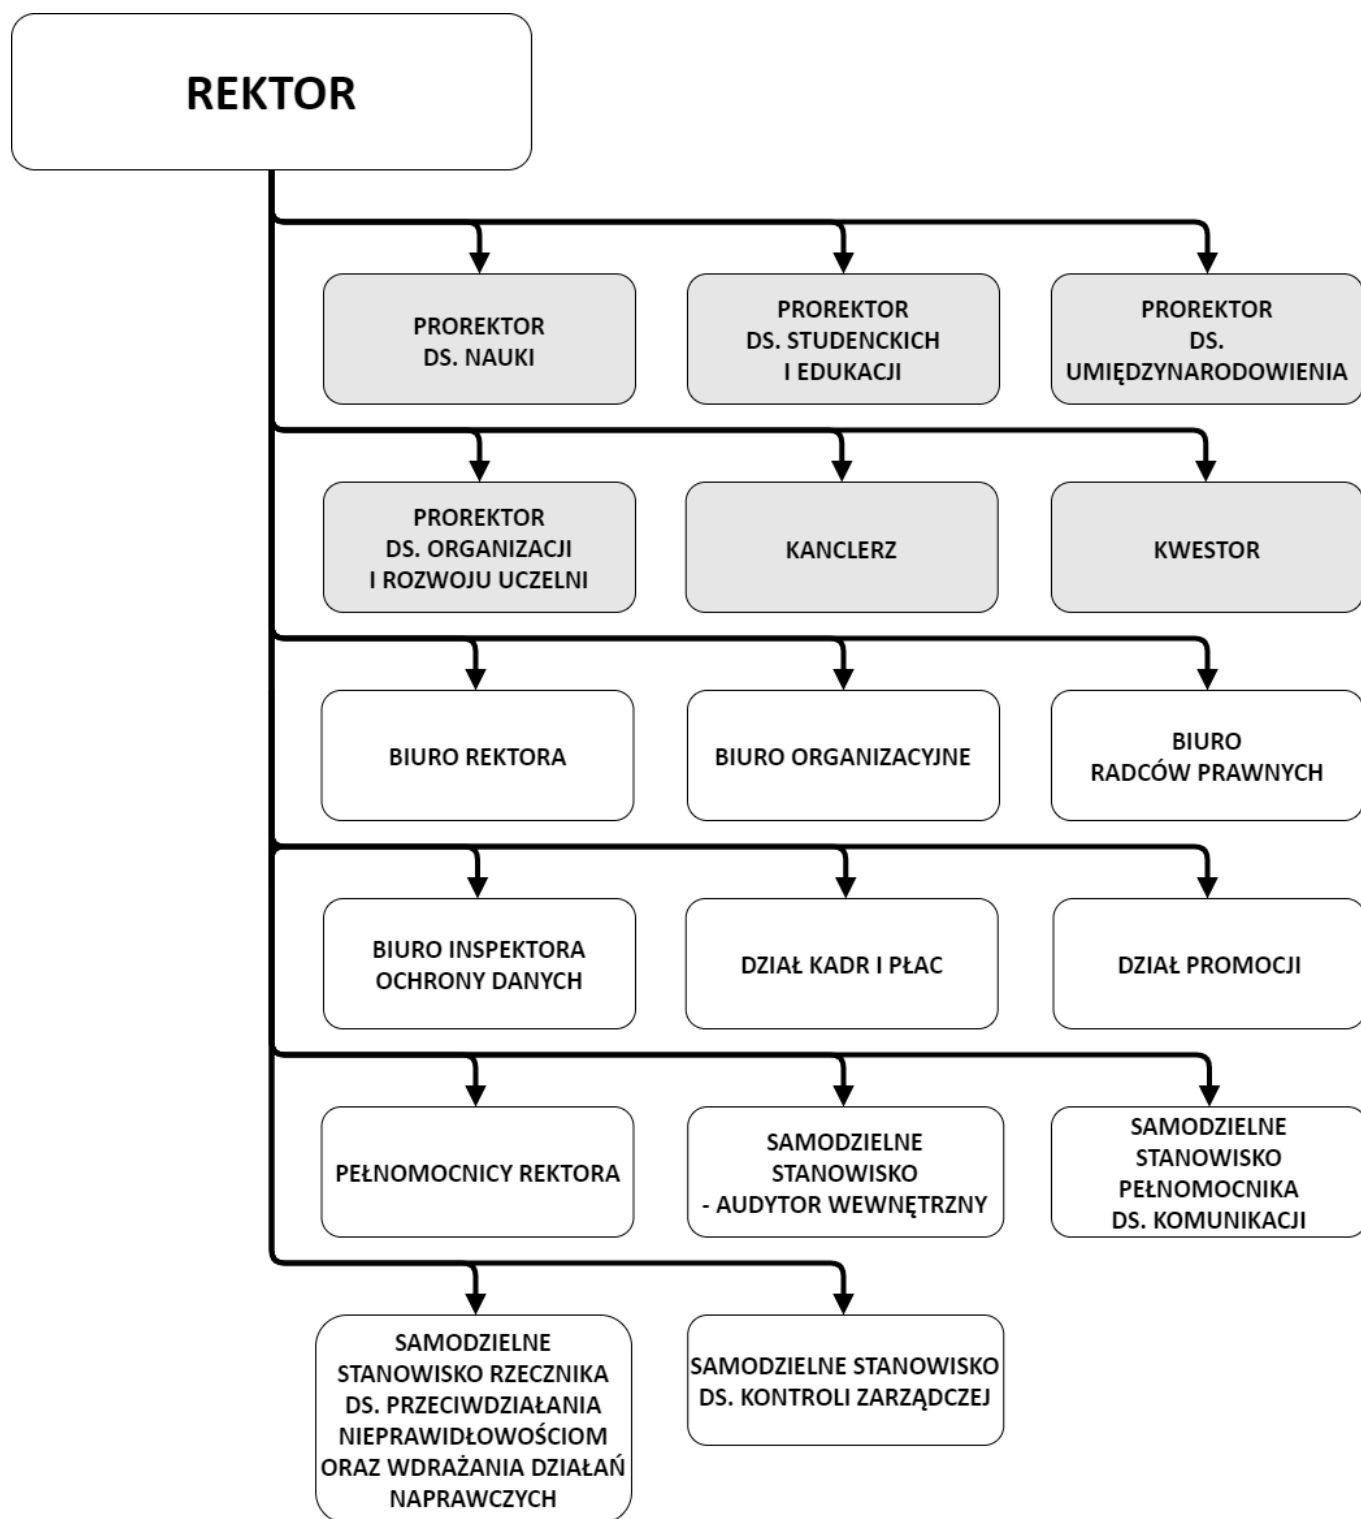 REKTOR
PROREKTOR
DS. NAUKI
PROREKTOR
DS. STUDENCKICH
I EDUKACJI
PROREKTOR
DS.
UMIĘDZYNARODOWIENIA
PROREKTOR
DS. ORGANIZACJI
I ROZWOJU UCZELNI
KANCLERZ
KWESTOR
BIURO REKTORA
BIURO ORGANIZACYJNE
BIURO
RADCÓW PRAWNYCH
BIURO INSPEKTORA
OCHRONY DANYCH
DZIAŁ KADR I PŁAC
DZIAŁ PROMOCJI
PEŁNOMOCNICY REKTORA
SAMODZIELNE
STANOWISKO
- AUDYTOR WEWNĘTRZNY
SAMODZIELNE
STANOWISKO
PEŁNOMOCNIKA
DS. KOMUNIKACJI
SAMODZIELNE
STANOWISKO RZECZNIKA
DS. PRZECIWDZIAŁANIA
NIEPRAWIDŁOWOŚCIOM
ORAZ WDRAŻANIA DZIAŁAŃ
NAPRAWCZYCH
SAMODZIELNE STANOWISKO
DS. KONTROLI ZARZĄDCZEJ